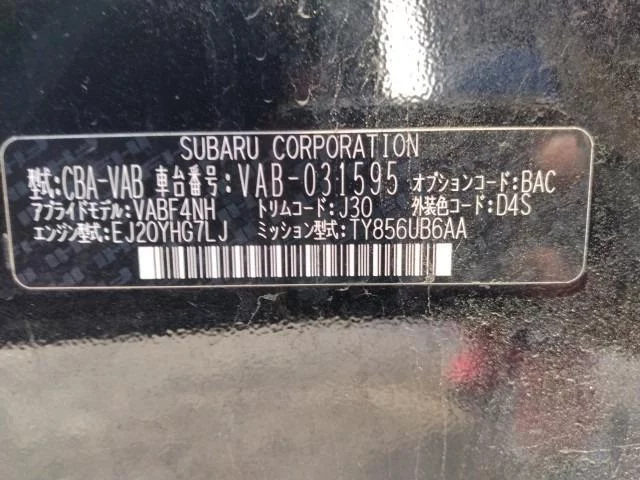 SUBARU CORPORATION
型式:CBA-VAB 車台番号:VAB-031595 オプションコード:BAC
アプライドモデル:VABF4NH トリムコード:J30 外装色コード:D4S
エンジン型式:EJ20YHG7LJ ミッション型式:TY856UB6AA